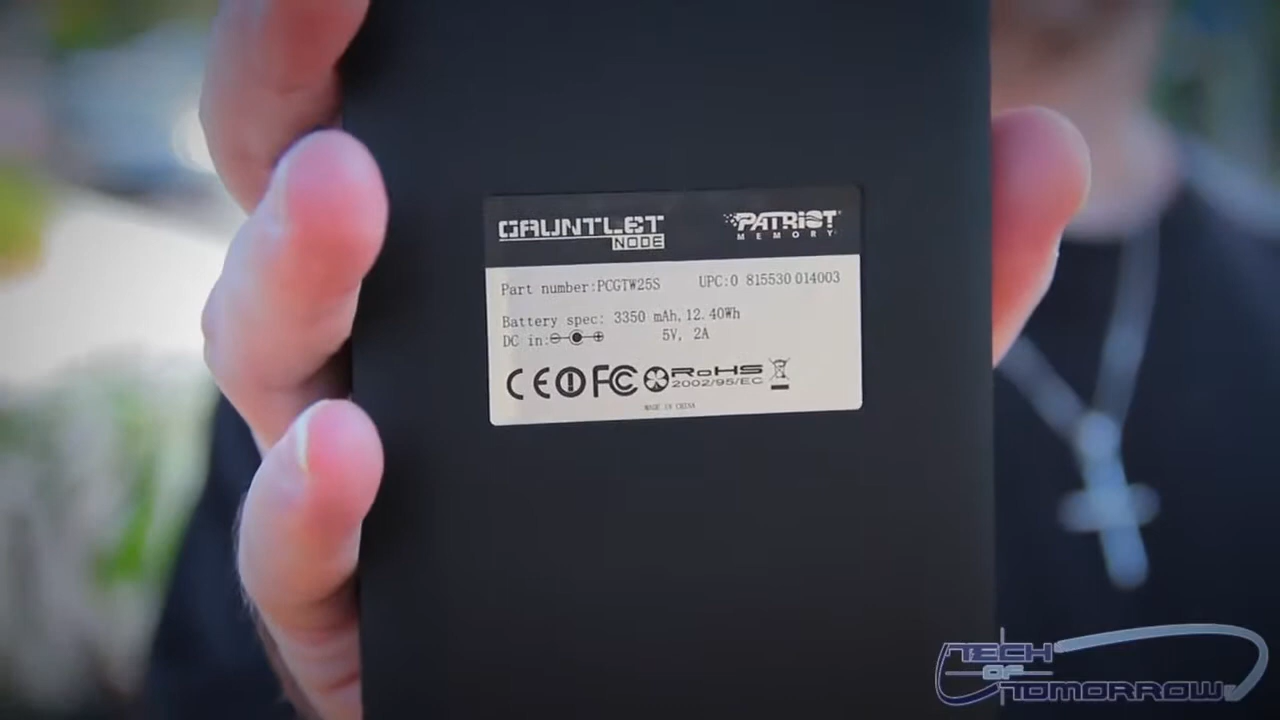 GAUNTLET
NODE
PATRIOT
MEMORY
Part number:PCGTW25S UPC:0 815530 014003
Battery spec: 3350 mAh, 12.40Wh
DC in: 5V, 2A
CE FC RoHS
2002/95/EC
MADE IN CHINA
TECH
OF
TOMORROW